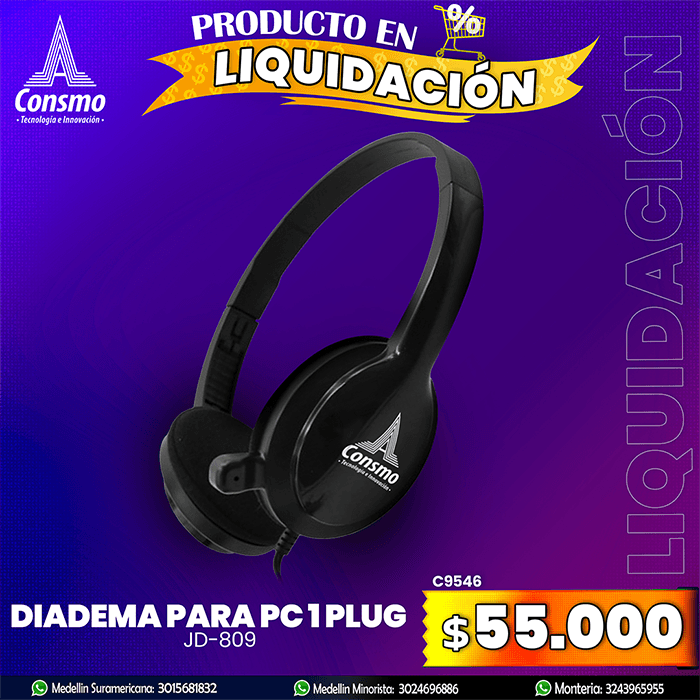 PRODUCTO EN
%
LIQUIDACIÓN
A
Consmo
• Tecnología e Innovación •
LIQUIDACIÓN
A
Consmo
• Tecnología e Innovación •
C9546
DIADEMA PARA PC 1 PLUG
JD-809
$ 55.000
Medellin Suramericana: 3015681832
Medellin Minorista: 3024696886
Monteria: 3243965955